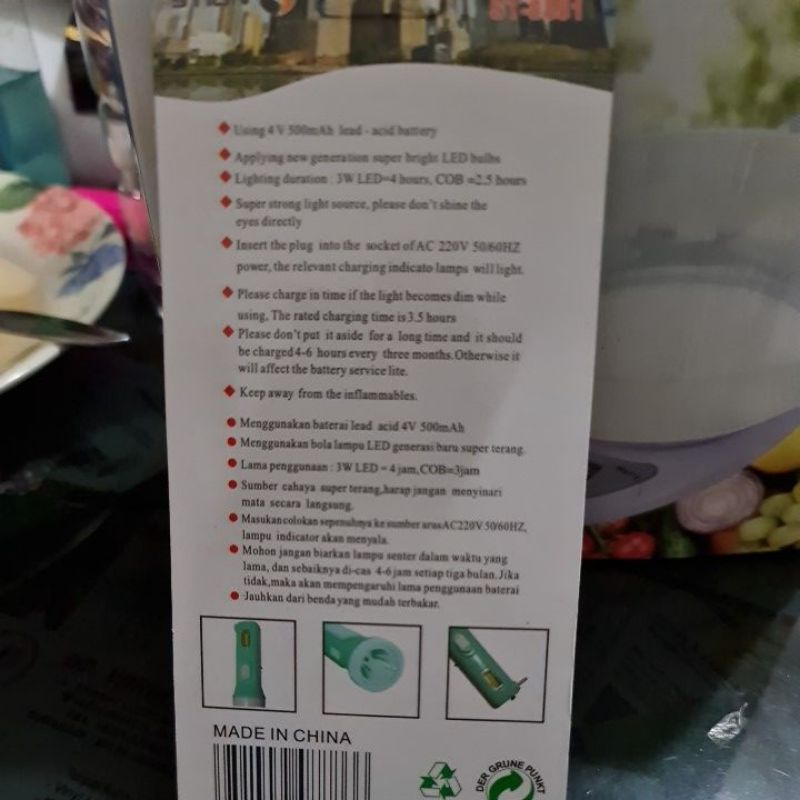 Using 4 V 500mAh lead - acid battery
Applying new generation super bright LED bulbs
Lighting duration : 3W LED=4 hours, COB =2.5 hours
Super strong light source, please don't shine the
eyes directly
Insert the plug into the socket of AC 220V 50/60HZ
power, the relevant charging indicato lamps will light.
Please charge in time if the light becomes dim while
using, The rated charging time is 3.5 hours
Please don't put it aside for a long time and it should
be charged 4-6 hours every three months. Otherwise it
will affect the battery service lite.
Keep away from the inflammables.
Menggunakan baterai lead acid 4V 500mAh
Menggunakan bola lampu LED generasi baru super terang.
Lama penggunaan : 3W LED = 4 jam, COB=3jam
Sumber cahaya super terang,harap jangan menyinari
mata secara langsung.
Masukan colokan sepenuhnya ke sumber arus AC220V 50/60HZ,
lampu indicator akan menyala.
Mohon jangan biarkan lampu senter dalam waktu yang
lama, dan sebaiknya di-cas 4-6 jam setiap tiga bulan. Jika
tidak,maka akan mempengaruhi lama penggunaan baterai
Jauhkan dari benda yang mudah terbakar.
MADE IN CHINA
DER GRUNE PUNKT